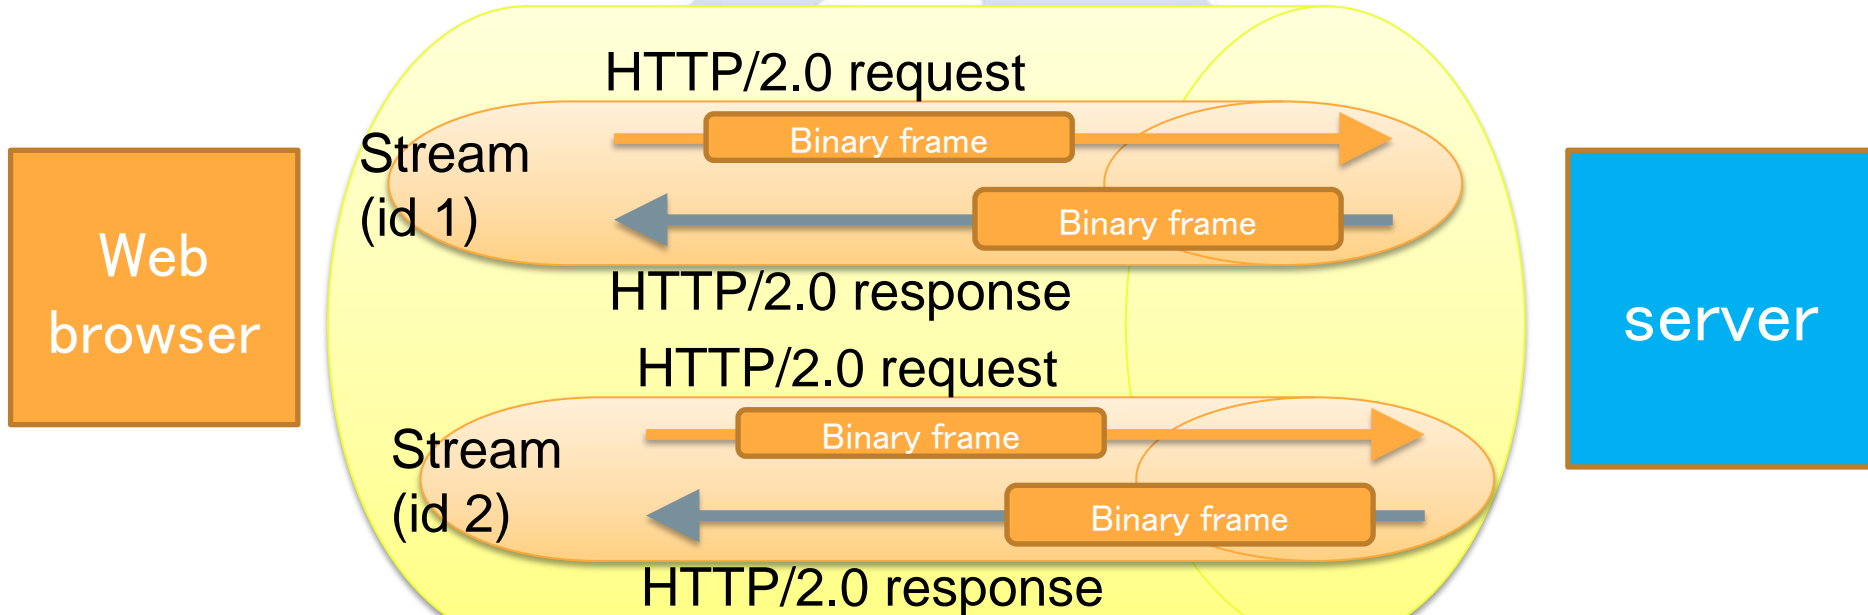 HTTP/2.0 request
Stream
(id 1)
Binary frame
Binary frame
HTTP/2.0 response
Web
browser
server
HTTP/2.0 request
Stream
(id 2)
Binary frame
Binary frame
HTTP/2.0 response